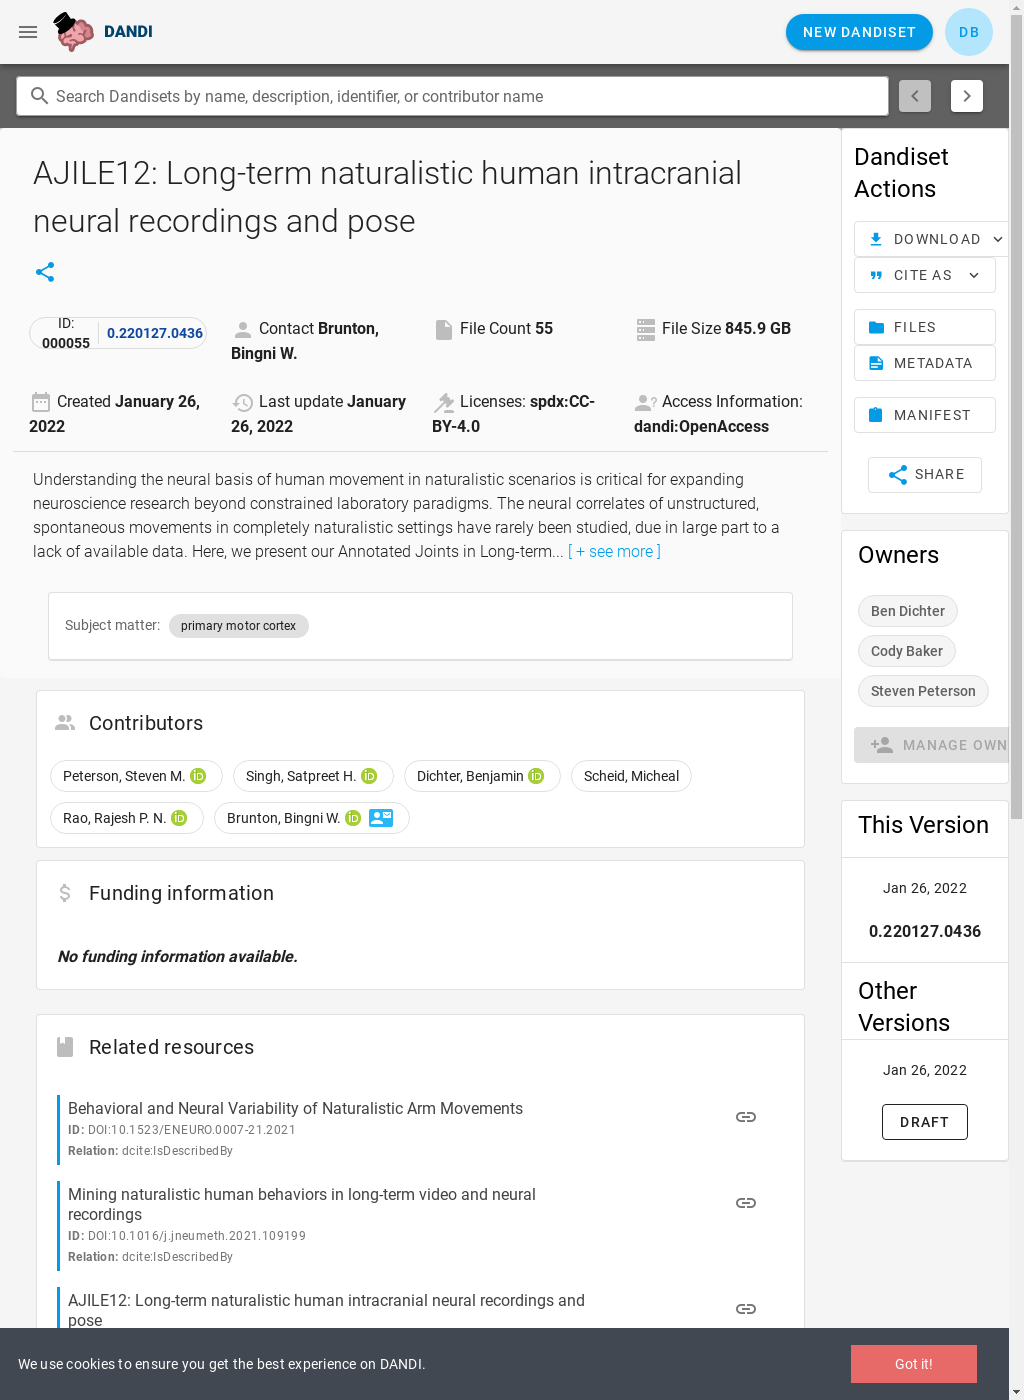 DANDI
NEW DANDISET
DB
Search Dandisets by name, description, identifier, or contributor name
AJILE12: Long-term naturalistic human intracranial
neural recordings and pose
ID:
000055
0.220127.0436
Contact Brunton,
Bingni W.
File Count 55
File Size 845.9 GB
Created January 26,
2022
Last update January
26, 2022
Licenses: spdx:CC-
BY-4.0
Access Information:
dandi:OpenAccess
Understanding the neural basis of human movement in naturalistic scenarios is critical for expanding
neuroscience research beyond constrained laboratory paradigms. The neural correlates of unstructured,
spontaneous movements in completely naturalistic settings have rarely been studied, due in large part to a
lack of available data. Here, we present our Annotated Joints in Long-term... [ + see more ]
Subject matter: primary motor cortex
Contributors
Peterson, Steven M. iD
Singh, Satpreet H. iD
Dichter, Benjamin iD
Scheid, Micheal
Rao, Rajesh P. N. iD
Brunton, Bingni W. iD
Funding information
No funding information available.
Related resources
Behavioral and Neural Variability of Naturalistic Arm Movements
ID: DOI:10.1523/ENEURO.0007-21.2021
Relation: dcite:IsDescribedBy
Mining naturalistic human behaviors in long-term video and neural
recordings
ID: DOI:10.1016/j.jneumeth.2021.109199
Relation: dcite:IsDescribedBy
AJILE12: Long-term naturalistic human intracranial neural recordings and
pose
Dandiset
Actions
DOWNLOAD
CITE AS
FILES
METADATA
MANIFEST
SHARE
Owners
Ben Dichter
Cody Baker
Steven Peterson
MANAGE OWN
This Version
Jan 26, 2022
0.220127.0436
Other
Versions
Jan 26, 2022
DRAFT
We use cookies to ensure you get the best experience on DANDI.
Got it!